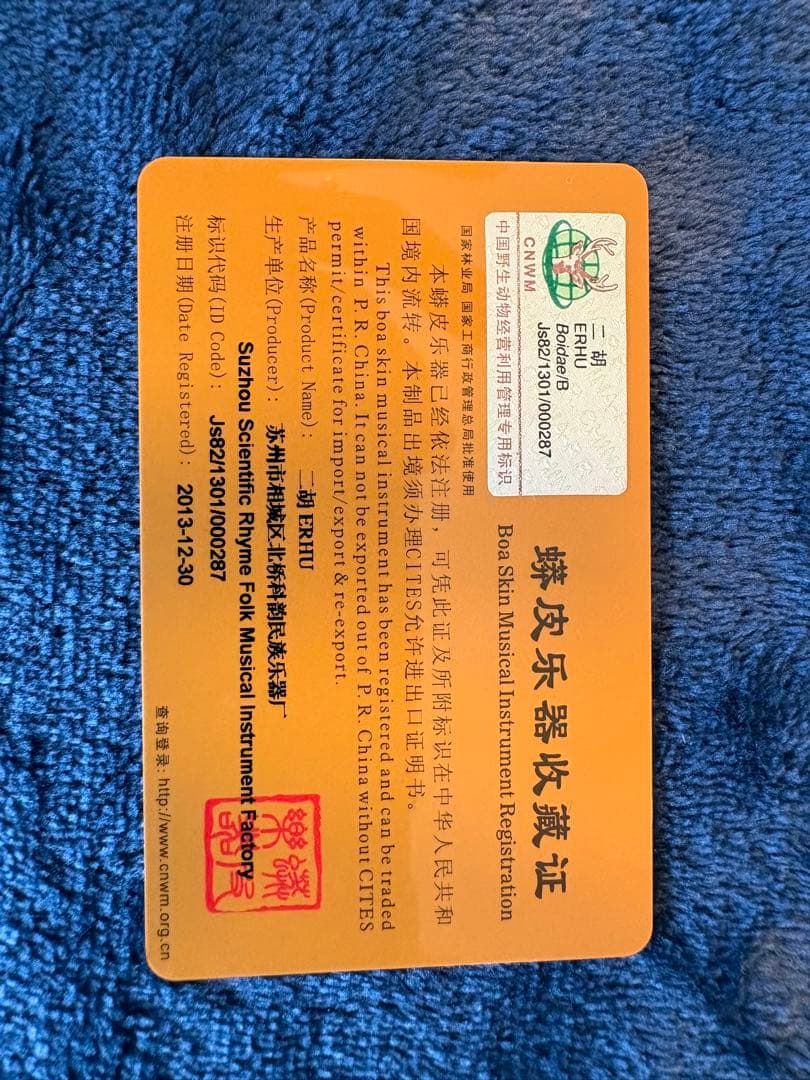 CNWM
二胡
ERHU
Boidae/B
Js82/1301/000287
中国野生动物经营利用管理专用标识
国家林业局 国家工商行政管理总局批准使用
蟒皮乐器收藏证
Boa Skin Musical Instrument Registration
本蟒皮乐器已经依法注册，可凭此证及所附标识在中华人民共和
国境内流转。本制品出境须办理CITES允许进出口证明书。
This boa skin musical instrument has been registered and can be traded
within P. R. China. It can not be exported out of P. R. China without CITES
permit/certificate for import/export & re-export.
产品名称(Product Name)： 二胡 ERHU
生产单位(Producer)： 苏州市相城区北桥科韵民族乐器厂
Suzhou Scientific Rhyme Folk Musical Instrument Factory
标识代码(ID Code)： Js82/1301/000287
注册日期(Date Registered)： 2013-12-30
查询登录: http://www.cnwm.org.cn